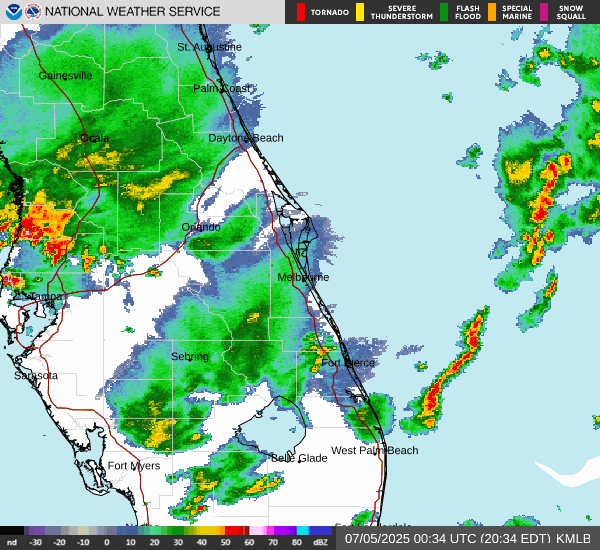 NATIONAL WEATHER SERVICE
TORNADO
SEVERE THUNDERSTORM
FLASH FLOOD
SPECIAL MARINE
SNOW SQUALL
St. Augustine
Gainesville
Palm Coast
Ocala
Daytona Beach
Orlando
Melbourne
Tampa
Sebring
Fort Pierce
Sarasota
West Palm Beach
Belle Glade
Fort Myers
nd -30 -20 -10 0 10 20 30 40 50 60 70 80 dBZ
07/05/2025 00:34 UTC (20:34 EDT) KMLB